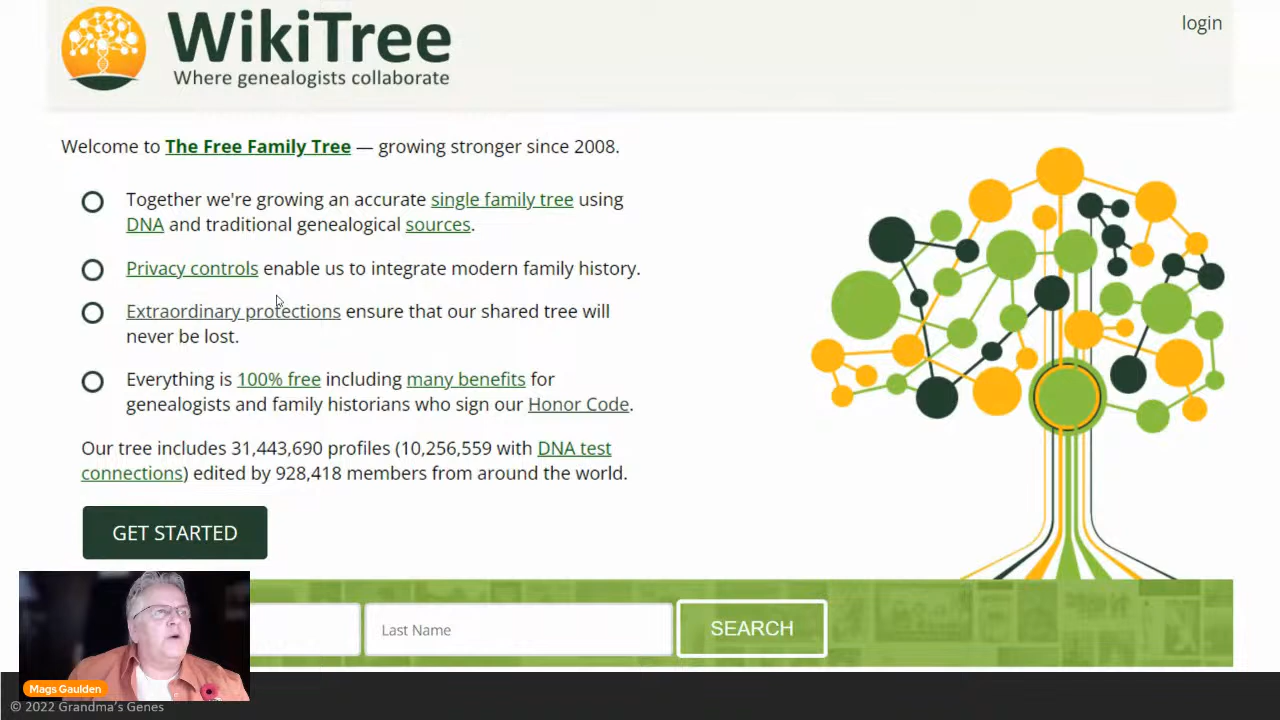 WikiTree
Where genealogists collaborate
login
Welcome to The Free Family Tree — growing stronger since 2008.
Together we're growing an accurate single family tree using
DNA and traditional genealogical sources.
Privacy controls enable us to integrate modern family history.
Extraordinary protections ensure that our shared tree will
never be lost.
Everything is 100% free including many benefits for
genealogists and family historians who sign our Honor Code.
Our tree includes 31,443,690 profiles (10,256,559 with DNA test
connections) edited by 928,418 members from around the world.
GET STARTED
Last Name
SEARCH
Mags Gaulden
© 2022 Grandma's Genes